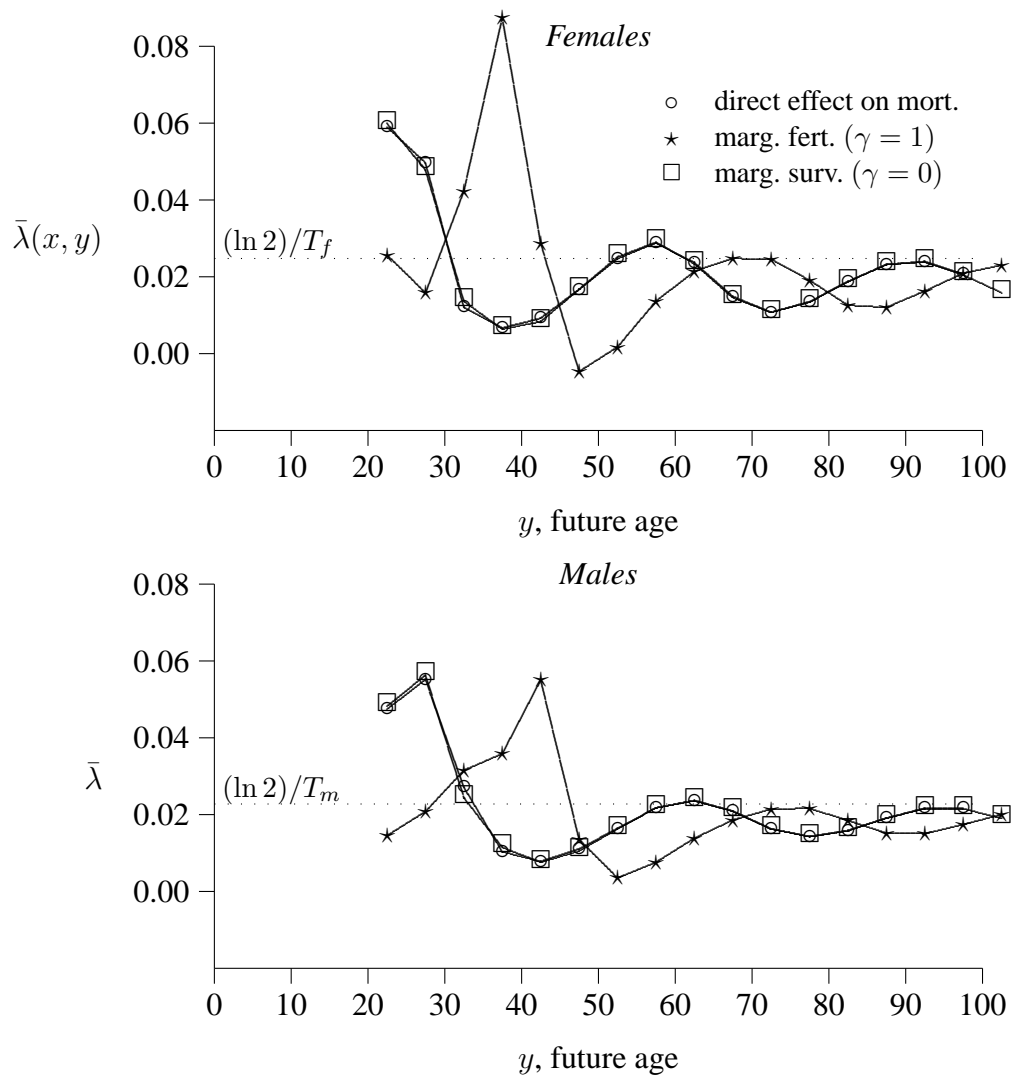 Females
0.08
0.06
0.04
0.02
0.00
λ̄(x, y)
(ln 2)/T_f
○ direct effect on mort.
★ marg. fert. (γ = 1)
□ marg. surv. (γ = 0)
0 10 20 30 40 50 60 70 80 90 100
y, future age
Males
0.08
0.06
0.04
0.02
0.00
λ̄
(ln 2)/T_m
0 10 20 30 40 50 60 70 80 90 100
y, future age